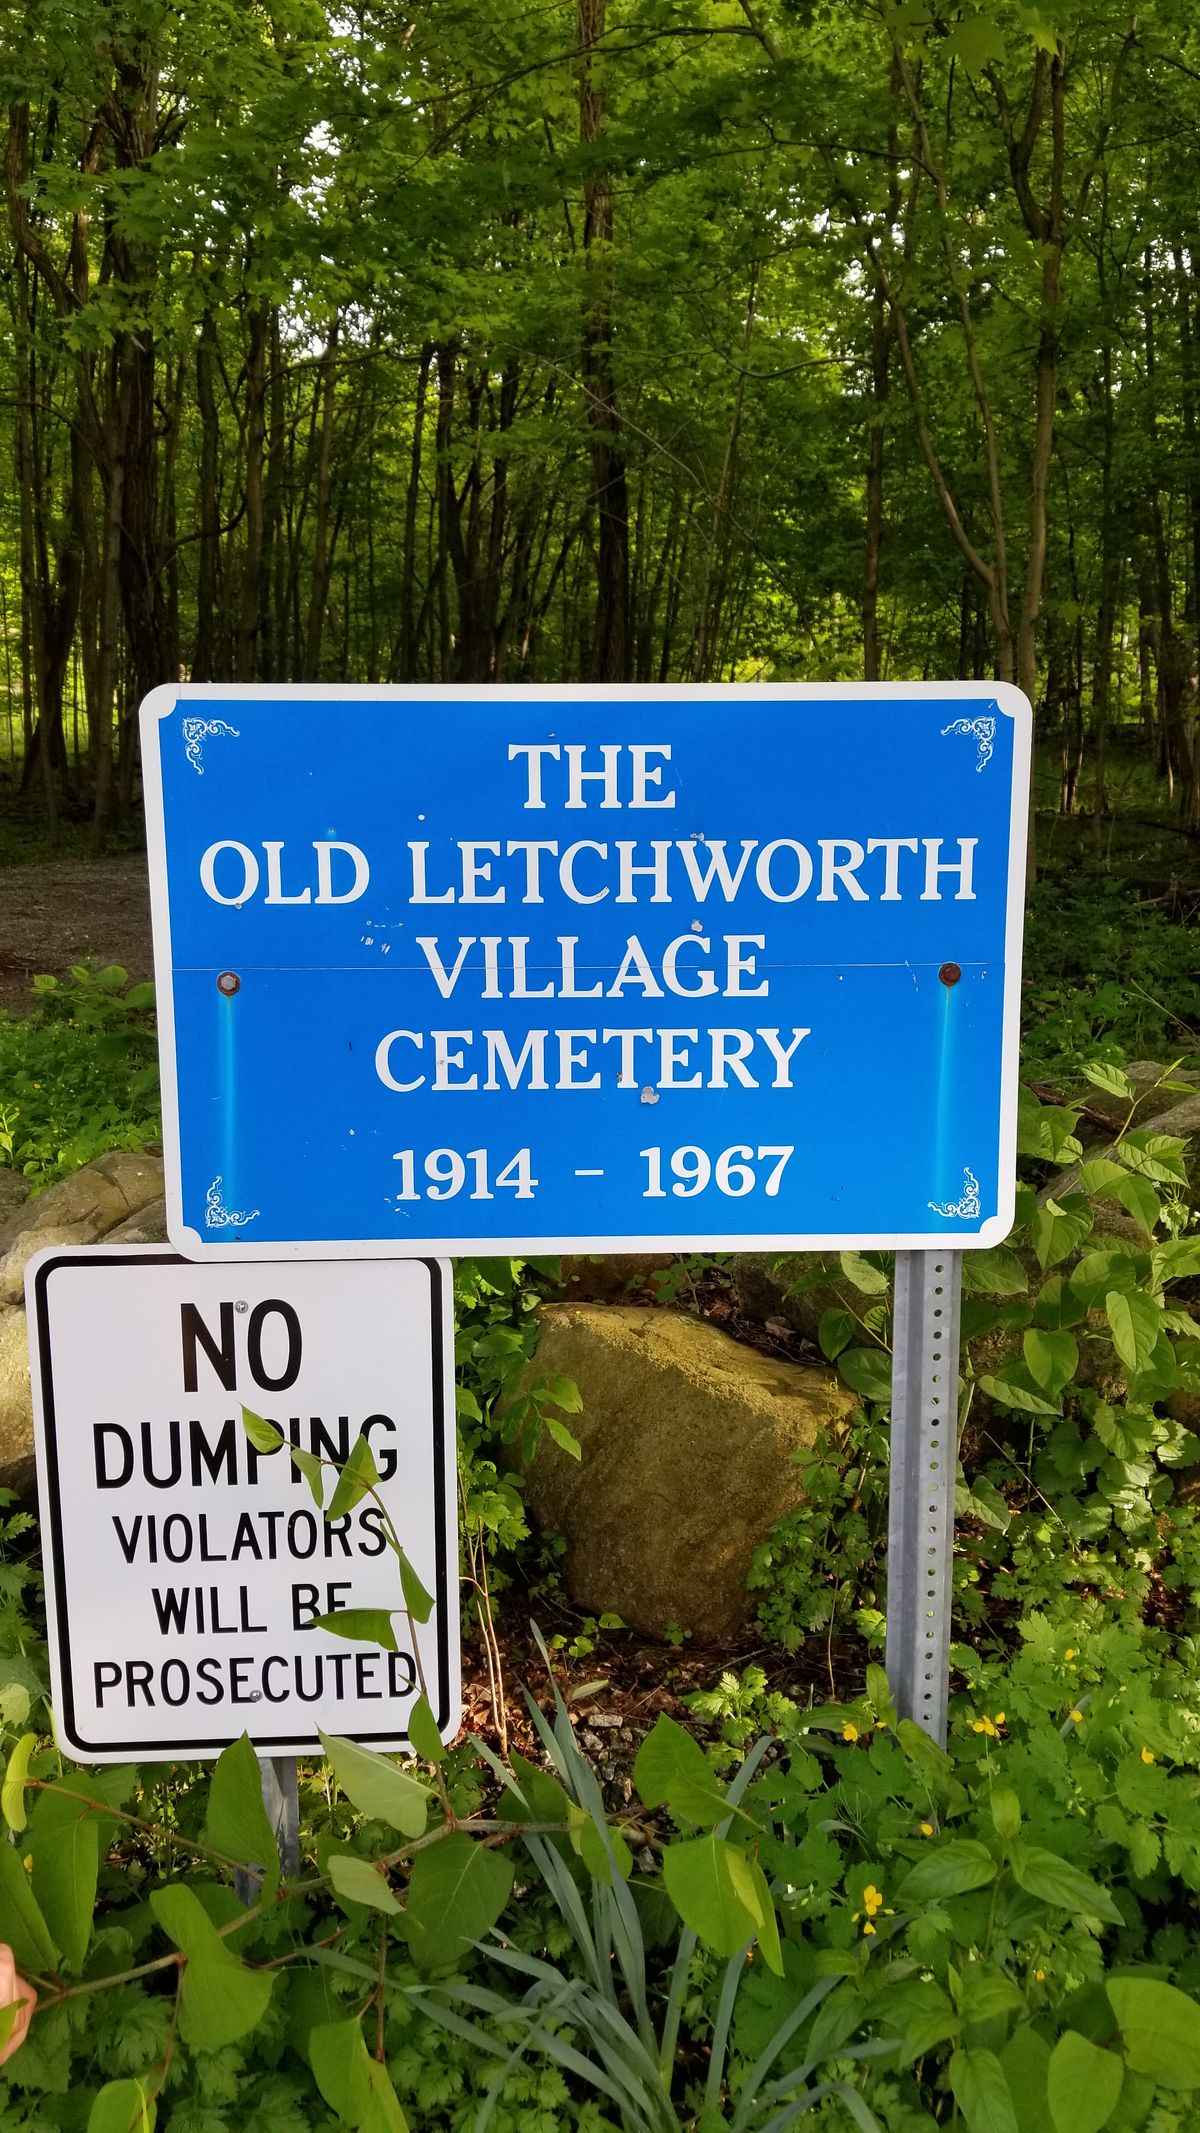 THE
OLD LETCHWORTH
VILLAGE
CEMETERY
1914 - 1967
NO
DUMPING
VIOLATORS
WILL BE
PROSECUTED